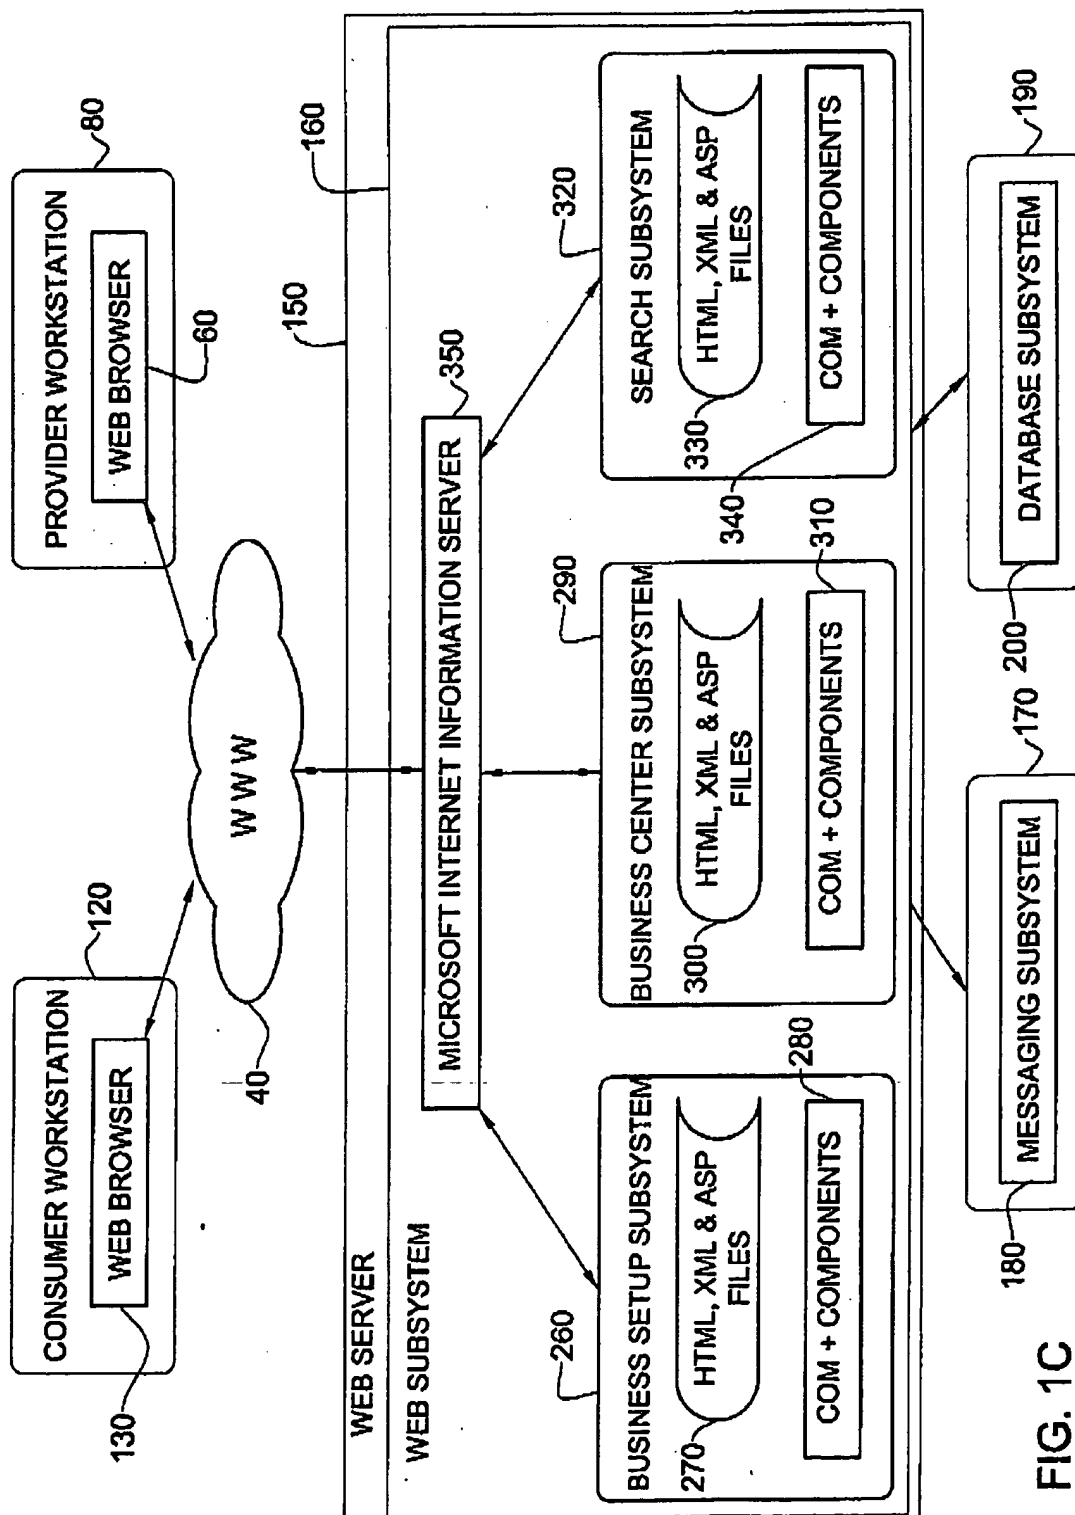 CONSUMER WORKSTATION
120
WEB BROWSER
130
PROVIDER WORKSTATION
80
WEB BROWSER
60
W W W
40
WEB SERVER
150
WEB SUBSYSTEM
160
MICROSOFT INTERNET INFORMATION SERVER
350
260
BUSINESS SETUP SUBSYSTEM
HTML, XML & ASP
FILES
270
COM + COMPONENTS
280
BUSINESS CENTER SUBSYSTEM
290
HTML, XML & ASP
FILES
300
COM + COMPONENTS
310
SEARCH SUBSYSTEM
320
HTML, XML & ASP
FILES
330
COM + COMPONENTS
340
MESSAGING SUBSYSTEM
170
180
DATABASE SUBSYSTEM
190
200
FIG. 1C